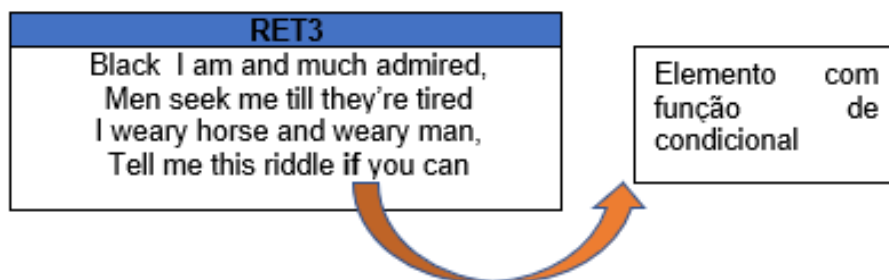 RET3
Black I am and much admired,
Men seek me till they're tired
I weary horse and weary man,
Tell me this riddle if you can
Elemento com
função de
condicional